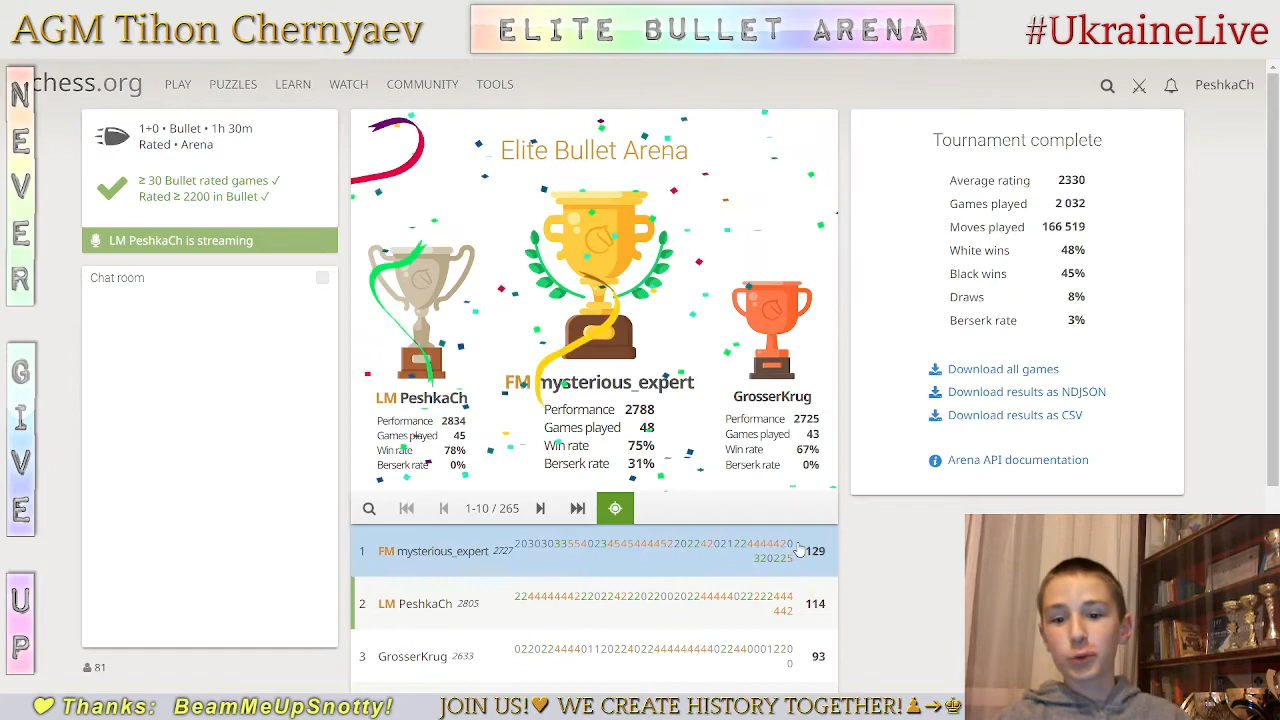 AGM Tihon Chernyaev
ELITE BULLET ARENA
#UkraineLive
NEVER
GIVE
UP
chess.org
PLAY PUZZLES LEARN WATCH COMMUNITY TOOLS
PeshkaCh
1+0 • Bullet • 1h 30m
Rated • Arena
≥ 30 Bullet rated games ✓
Rated ≥ 2200 in Bullet ✓
LM PeshkaCh is streaming
Chat room
81
Elite Bullet Arena
LM PeshkaCh
Performance 2834
Games played 45
Win rate 78%
Berserk rate 0%
FM mysterious_expert
Performance 2788
Games played 48
Win rate 75%
Berserk rate 31%
GrosserKrug
Performance 2725
Games played 43
Win rate 67%
Berserk rate 0%
1-10 / 265
1 FM mysterious_expert 2727 129
2 LM PeshkaCh 2805 114
3 GrosserKrug 2633 93
Tournament complete
Average rating 2330
Games played 2 032
Moves played 166 519
White wins 48%
Black wins 45%
Draws 8%
Berserk rate 3%
Download all games
Download results as NDJSON
Download results as CSV
Arena API documentation
Thanks: BeamMeUpSnotty!
JOIN US!♥ WE CREATE HISTORY TOGETHER!♟→♔